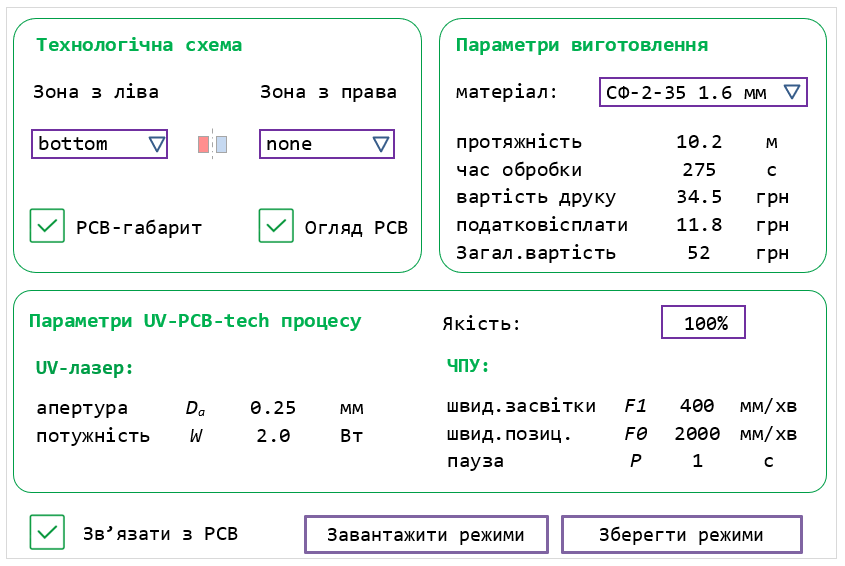 Технологічна схема
Зона з ліва Зона з права
bottom none
PCB-габарит Огляд PCB
Параметри виготовлення
матеріал: СФ-2-35 1.6 мм
протяжність 10.2 м
час обробки 275 с
вартість друку 34.5 грн
податковісплати 11.8 грн
Загал.вартість 52 грн
Параметри UV-PCB-tech процесу
Якість: 100%
UV-лазер:
апертура Da 0.25 мм
потужність W 2.0 Вт
ЧПУ:
швид.засвітки F1 400 мм/хв
швид.позиц. F0 2000 мм/хв
пауза P 1 с
Зв’язати з PCB Завантажити режими Зберегти режими